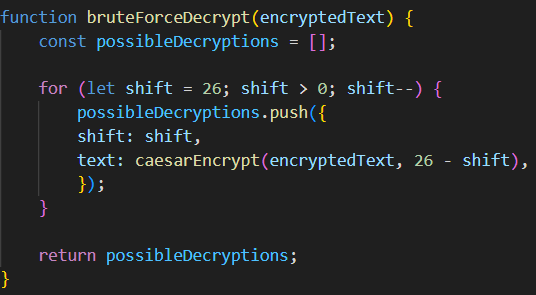 function bruteForceDecrypt(encryptedText) {
    const possibleDecryptions = [];

    for (let shift = 26; shift > 0; shift--) {
        possibleDecryptions.push({
        shift: shift,
        text: caesarEncrypt(encryptedText, 26 - shift),
        });
    }

    return possibleDecryptions;
}